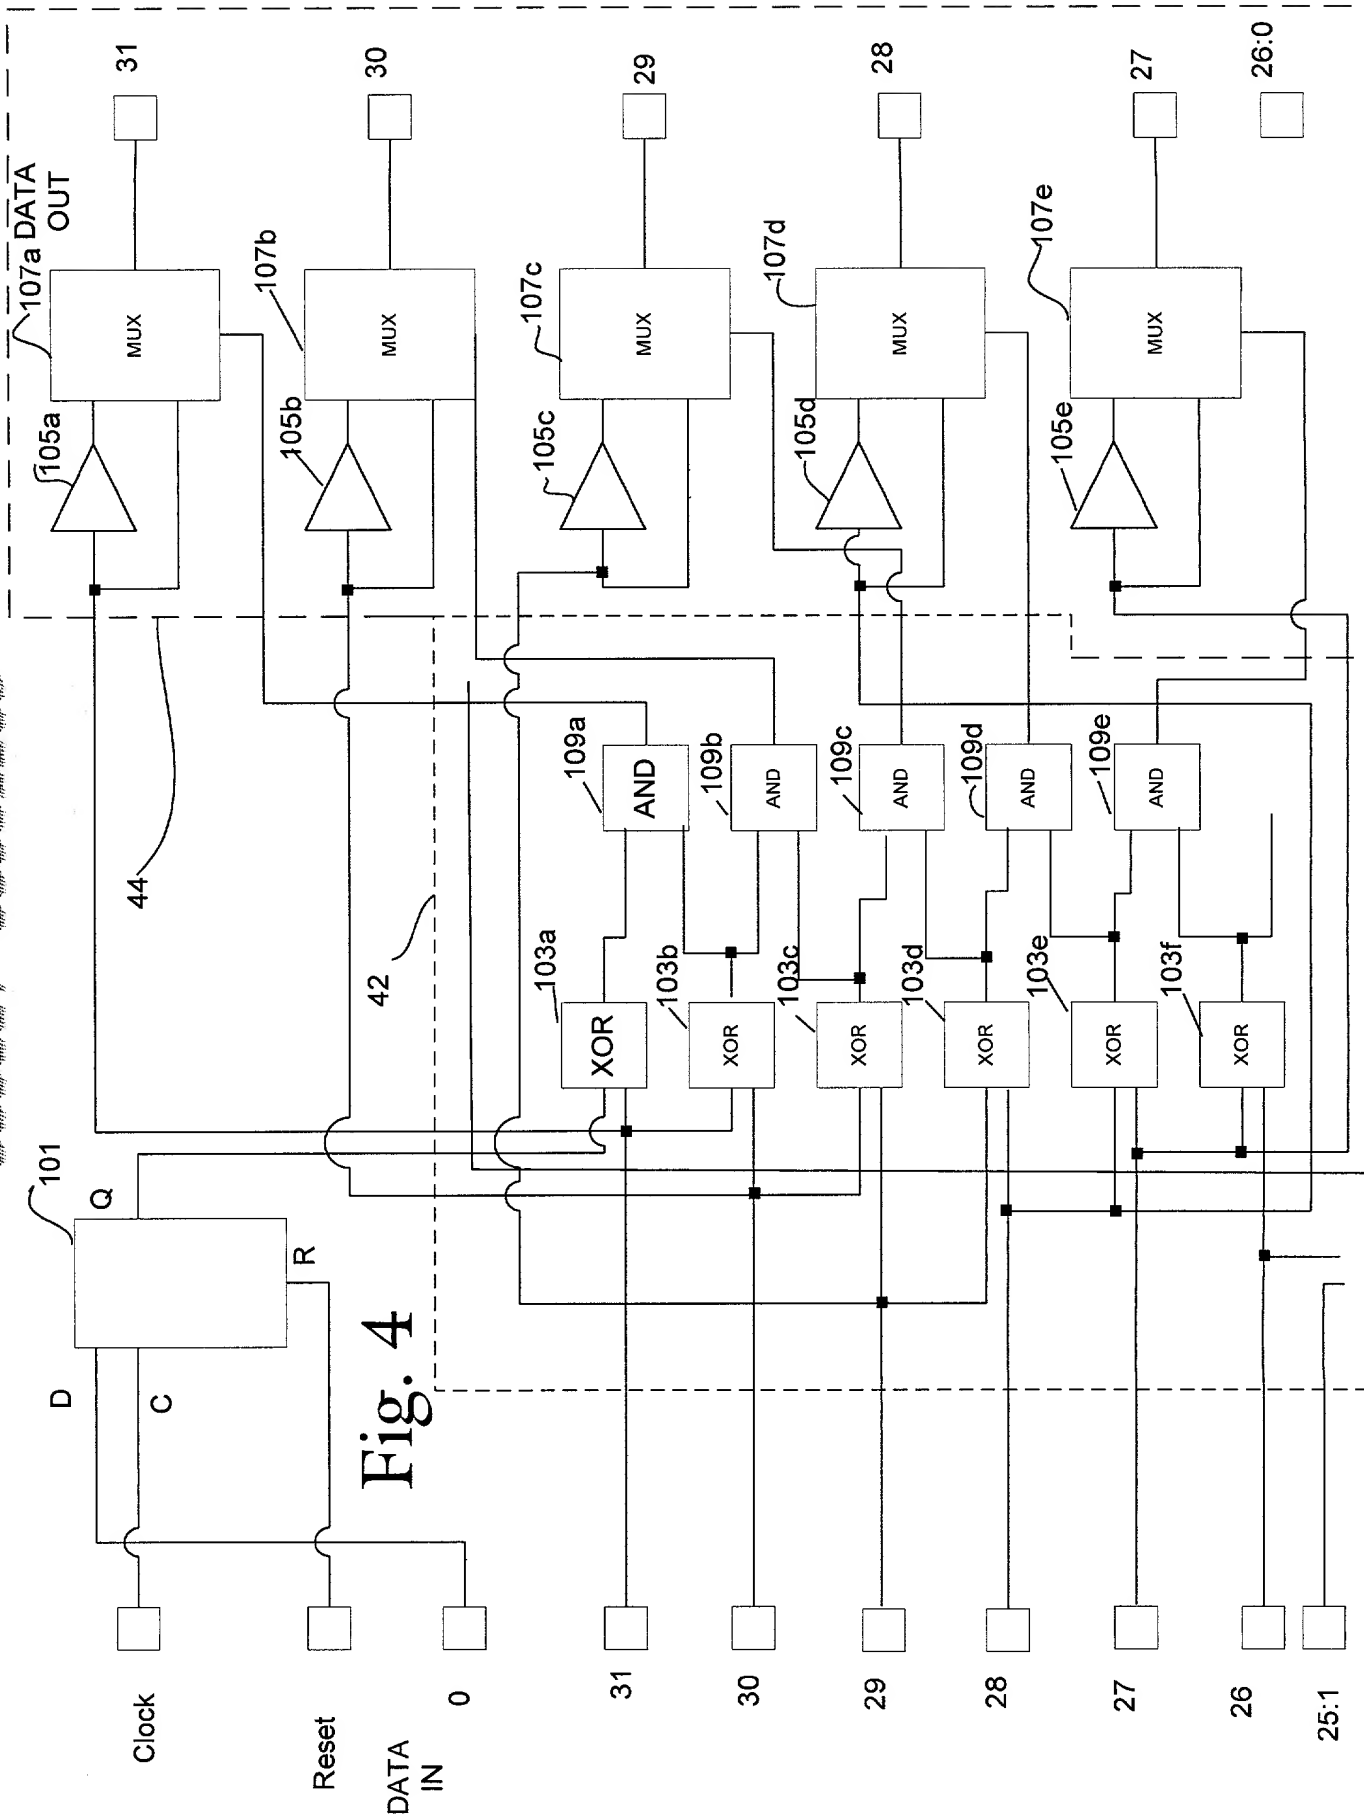 31
30
29
28
27
26:0
DATA
OUT
107a
107b
107c
107d
107e
MUX
MUX
MUX
MUX
MUX
105a
105b
105c
105d
105e
109a
109b
109c
109d
109e
AND
AND
AND
AND
AND
44
42
103a
103b
103c
103d
103e
103f
XOR
XOR
XOR
XOR
XOR
XOR
101
Q
R
D
C
Fig. 4
Clock
Reset
0
31
30
29
28
27
26
25:1
DATA
IN